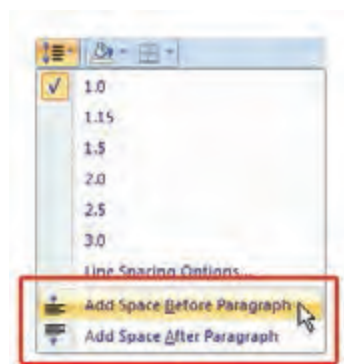 1.0
1.15
1.5
2.0
2.5
3.0
Line Spacing Options...
Add Space Before Paragraph
Add Space After Paragraph